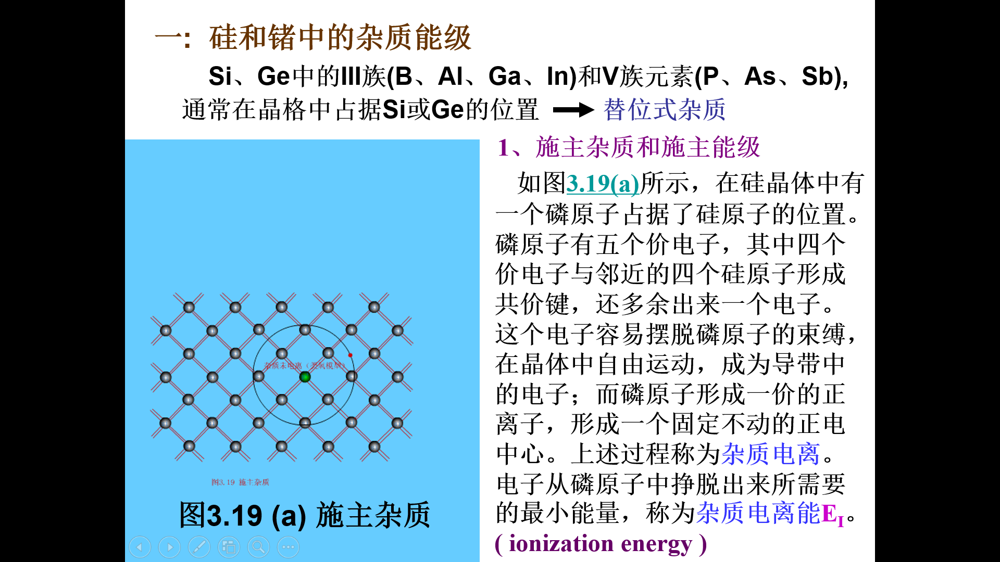 一：硅和锗中的杂质能级
Si、Ge中的III族(B、Al、Ga、In)和V族元素(P、As、Sb),
通常在晶格中占据Si或Ge的位置 → 替位式杂质
1、施主杂质和施主能级
如图3.19(a)所示，在硅晶体中有
一个磷原子占据了硅原子的位置。
磷原子有五个价电子，其中四个
价电子与邻近的四个硅原子形成
共价键，还多余出来一个电子。
这个电子容易摆脱磷原子的束缚，
在晶体中自由运动，成为导带中
的电子；而磷原子形成一价的正
离子，形成一个固定不动的正电
中心。上述过程称为杂质电离。
电子从磷原子中挣脱出来所需要
的最小能量，称为杂质电离能EI。
( ionization energy )
杂质未电离（类氢模型）
图3.19 施主杂质
图3.19 (a) 施主杂质